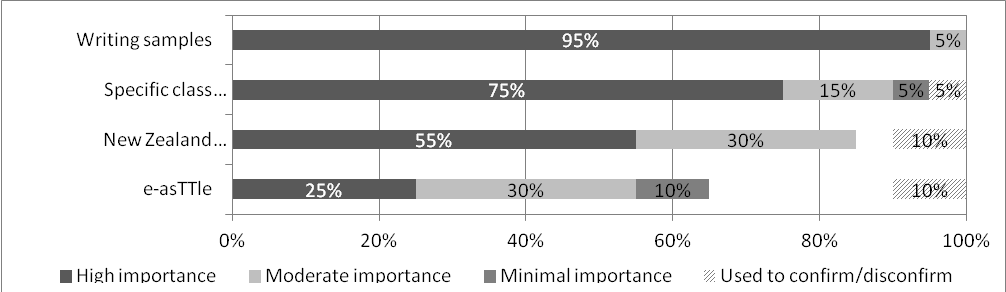 Writing samples
95%
5%
Specific class...
75%
15%
5%
5%
New Zealand...
55%
30%
10%
e-asTTle
25%
30%
10%
10%
0%
20%
40%
60%
80%
100%
High importance
Moderate importance
Minimal importance
Used to confirm/disconfirm